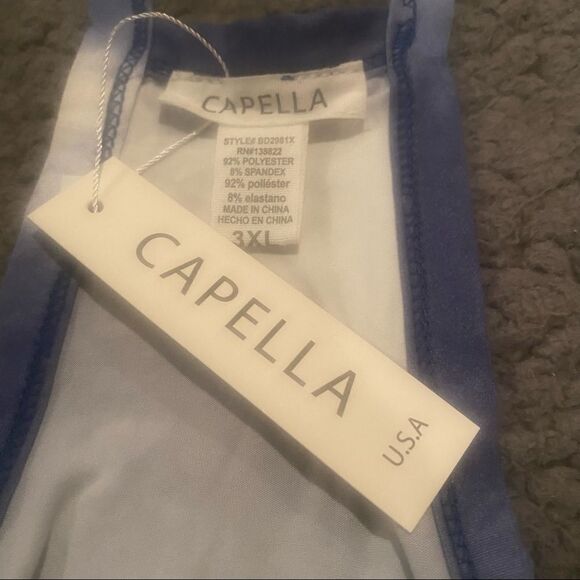 CAPELLA
STYLE# BD2981X
RN#138822
92% POLYESTER
8% SPANDEX
92% poliéster
8% elastano
MADE IN CHINA
HECHO EN CHINA
3XL
CAPELLA
U.S.A